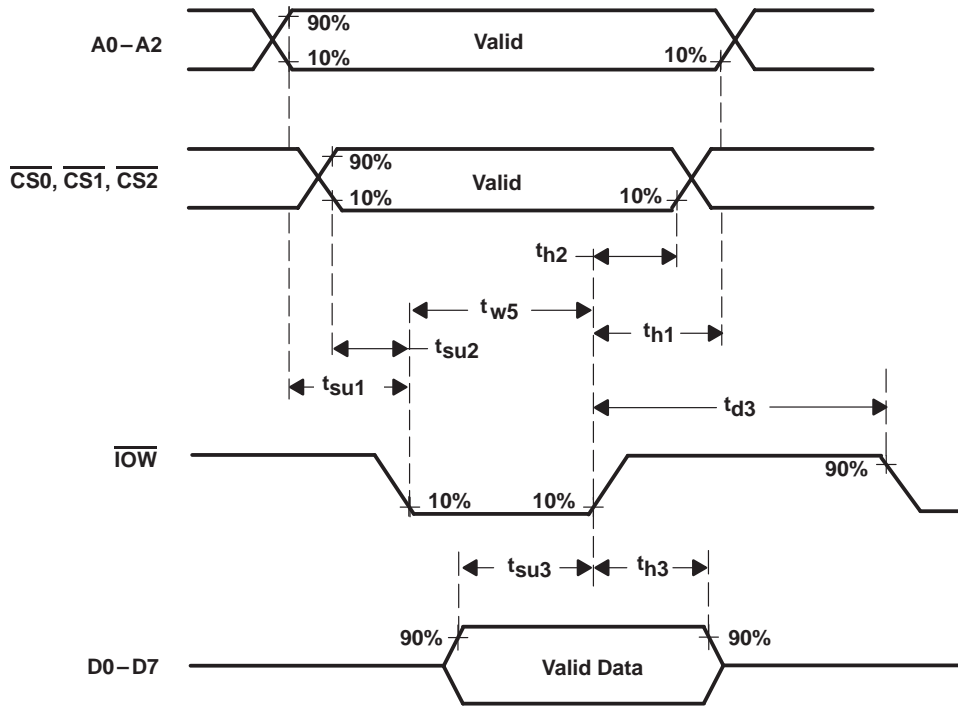 A0–A2
90%
10%
Valid
10%
CS0, CS1, CS2
90%
10%
Valid
10%
th2
tw5
tsu2
th1
tsu1
td3
IOW
10%
10%
90%
tsu3
th3
90%
90%
D0–D7
Valid Data